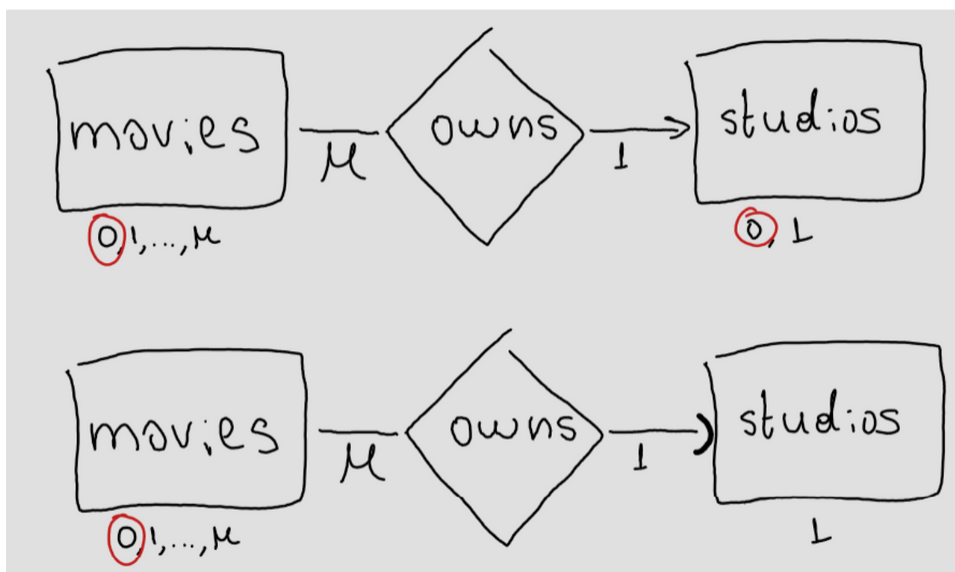 movies owns studios
M 1
0,1,...,M 0, 1
movies owns studios
M 1
0,1,...,M 1